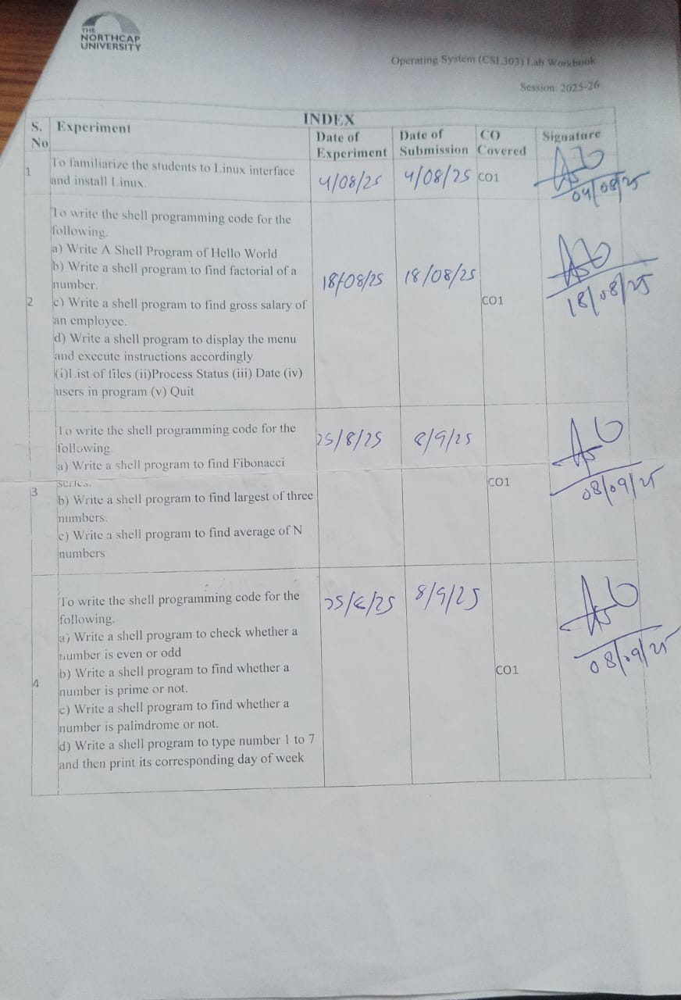 THE
NORTHCAP
UNIVERSITY
Operating System (CSL303) Lab Workbook
Session: 2025-26
INDEX
S. No
Experiment
Date of Experiment
Date of Submission
CO Covered
Signature
1
To familiarize the students to Linux interface
and install Linux.
4/08/25
4/08/25
CO1
04/08/25
2
To write the shell programming code for the
following.
a) Write A Shell Program of Hello World
b) Write a shell program to find factorial of a
number.
c) Write a shell program to find gross salary of
an employee.
d) Write a shell program to display the menu
and execute instructions accordingly
(i)List of files (ii)Process Status (iii) Date (iv)
users in program (v) Quit
18/08/25
18/08/25
CO1
18/08/25
3
To write the shell programming code for the
following
a) Write a shell program to find Fibonacci
series.
b) Write a shell program to find largest of three
numbers.
c) Write a shell program to find average of N
numbers
25/8/25
8/9/25
CO1
08/09/25
4
To write the shell programming code for the
following.
a) Write a shell program to check whether a
number is even or odd
b) Write a shell program to find whether a
number is prime or not.
c) Write a shell program to find whether a
number is palindrome or not.
d) Write a shell program to type number 1 to 7
and then print its corresponding day of week
25/8/25
8/9/25
CO1
08/09/25